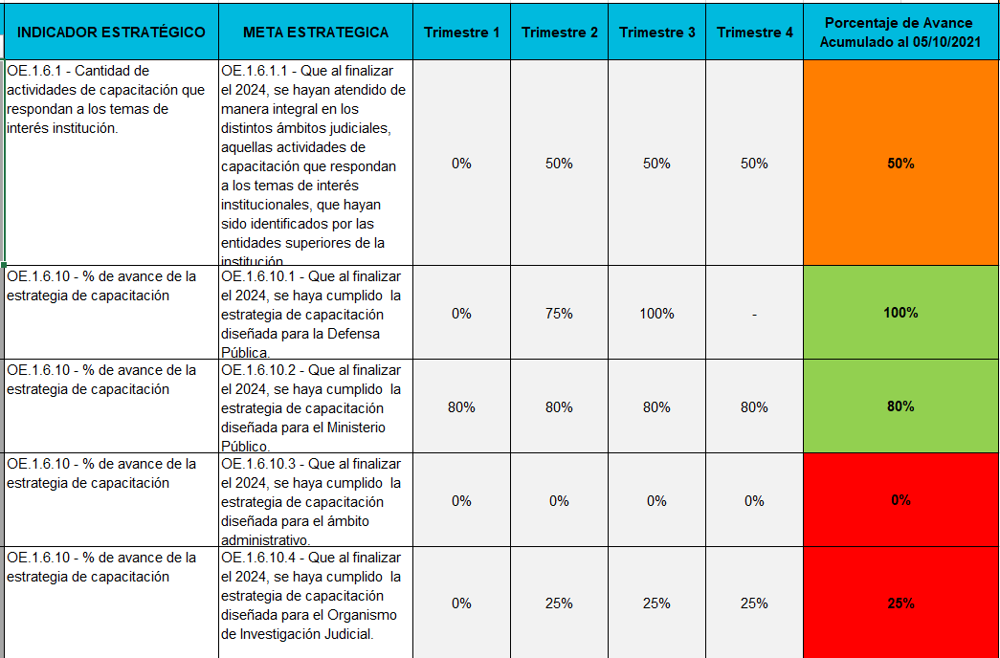 INDICADOR ESTRATÉGICO
META ESTRATEGICA
Trimestre 1
Trimestre 2
Trimestre 3
Trimestre 4
Porcentaje de Avance
Acumulado al 05/10/2021
OE.1.6.1 - Cantidad de
actividades de capacitación que
respondan a los temas de
interés institución.
OE.1.6.1.1 - Que al finalizar
el 2024, se hayan atendido de
manera integral en los
distintos ámbitos judiciales,
aquellas actividades de
capacitación que respondan
a los temas de interés
institucionales, que hayan
sido identificados por las
entidades superiores de la
institución
0%
50%
50%
50%
50%
OE.1.6.10 - % de avance de la
estrategia de capacitación
OE.1.6.10.1 - Que al finalizar
el 2024, se haya cumplido  la
estrategia de capacitación
diseñada para la Defensa
Pública.
0%
75%
100%
-
100%
OE.1.6.10 - % de avance de la
estrategia de capacitación
OE.1.6.10.2 - Que al finalizar
el 2024, se haya cumplido  la
estrategia de capacitación
diseñada para el Ministerio
Público.
80%
80%
80%
80%
80%
OE.1.6.10 - % de avance de la
estrategia de capacitación
OE.1.6.10.3 - Que al finalizar
el 2024, se haya cumplido  la
estrategia de capacitación
diseñada para el ámbito
administrativo.
0%
0%
0%
0%
0%
OE.1.6.10 - % de avance de la
estrategia de capacitación
OE.1.6.10.4 - Que al finalizar
el 2024, se haya cumplido  la
estrategia de capacitación
diseñada para el Organismo
de Investigación Judicial.
0%
25%
25%
25%
25%